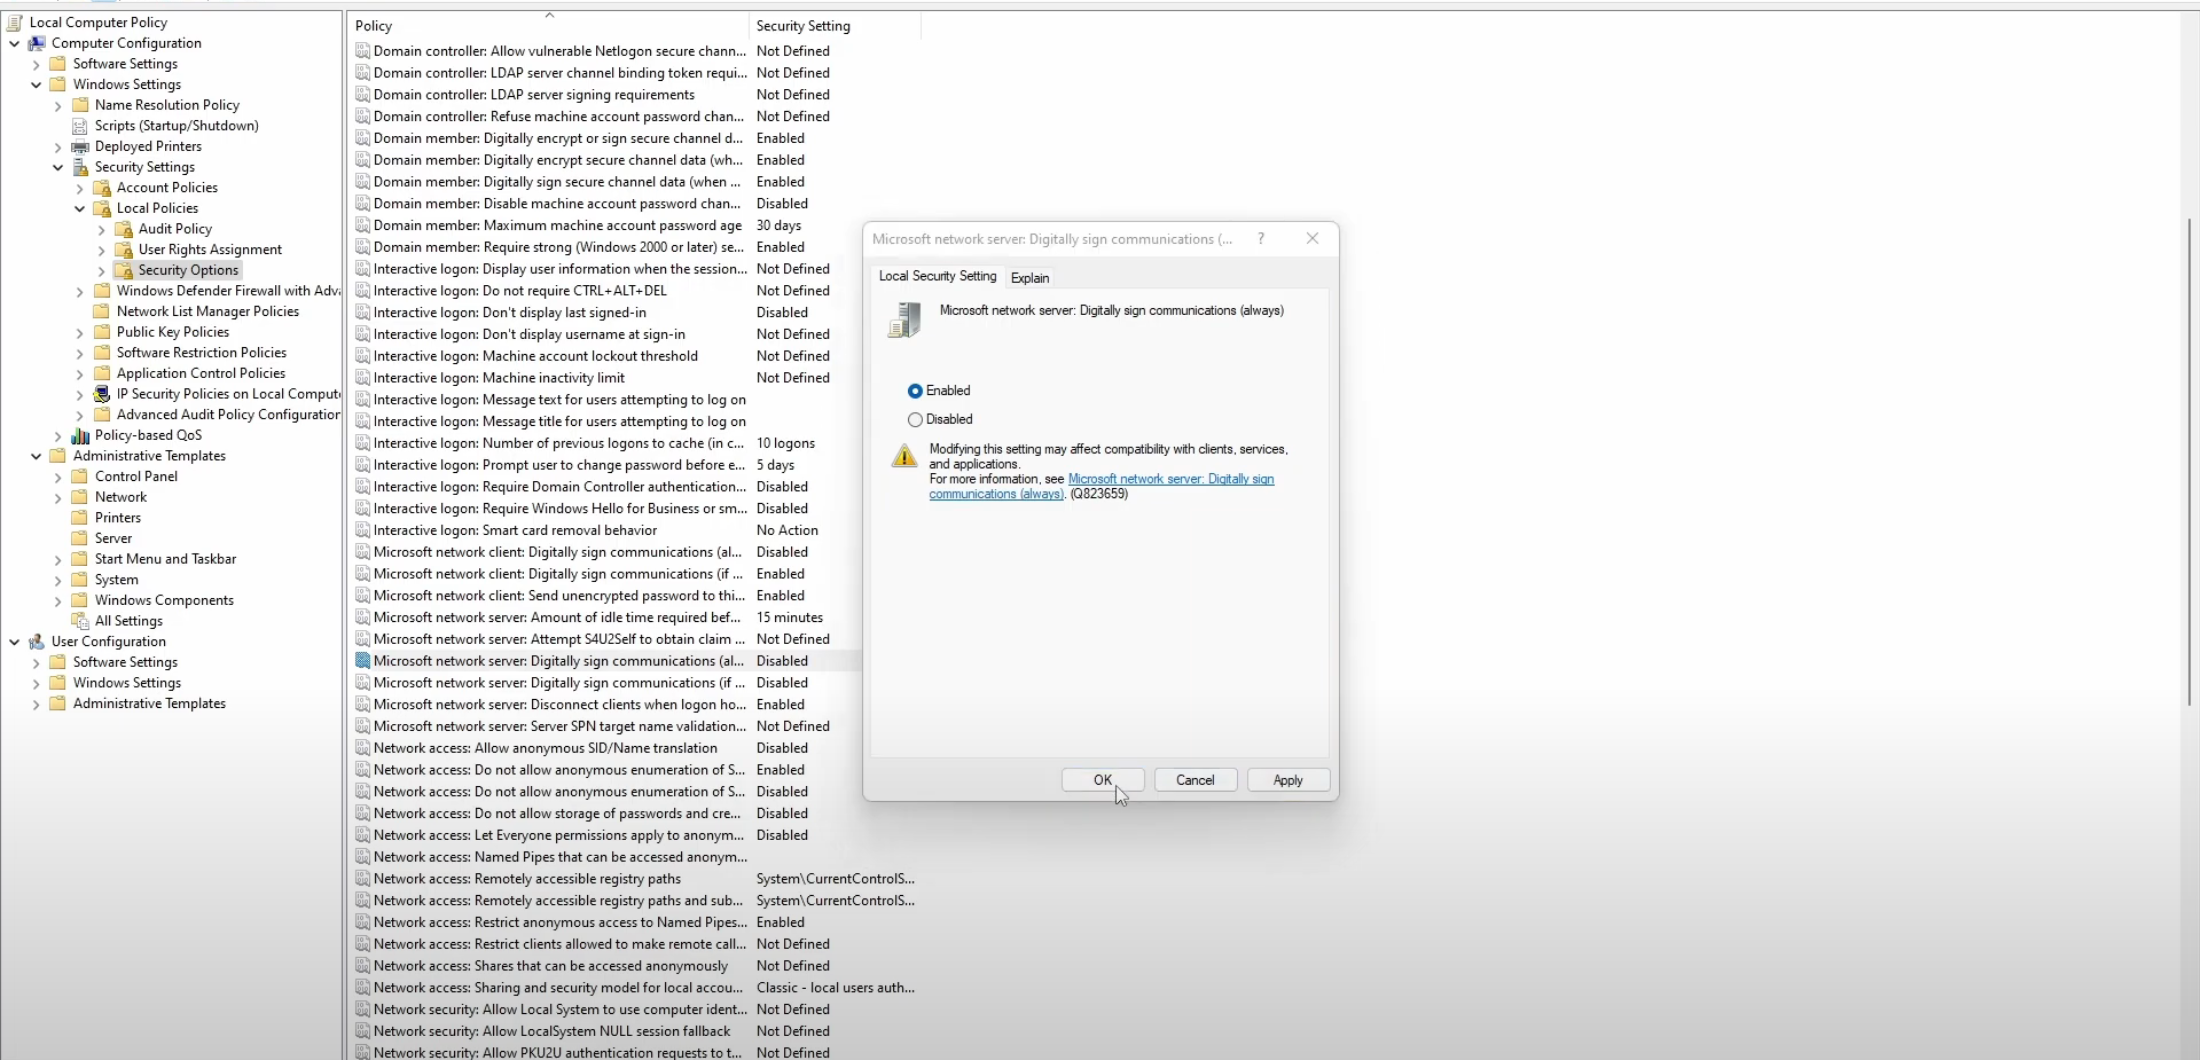 Local Computer Policy
Computer Configuration
Software Settings
Windows Settings
Name Resolution Policy
Scripts (Startup/Shutdown)
Deployed Printers
Security Settings
Account Policies
Local Policies
Audit Policy
User Rights Assignment
Security Options
Windows Defender Firewall with Adva
Network List Manager Policies
Public Key Policies
Software Restriction Policies
Application Control Policies
IP Security Policies on Local Compute
Advanced Audit Policy Configuration
Policy-based QoS
Administrative Templates
Control Panel
Network
Printers
Server
Start Menu and Taskbar
System
Windows Components
All Settings
User Configuration
Software Settings
Windows Settings
Administrative Templates
Policy Security Setting
Domain controller: Allow vulnerable Netlogon secure chann... Not Defined
Domain controller: LDAP server channel binding token requi... Not Defined
Domain controller: LDAP server signing requirements Not Defined
Domain controller: Refuse machine account password chan... Not Defined
Domain member: Digitally encrypt or sign secure channel d... Enabled
Domain member: Digitally encrypt secure channel data (wh... Enabled
Domain member: Digitally sign secure channel data (when ... Enabled
Domain member: Disable machine account password chan... Disabled
Domain member: Maximum machine account password age 30 days
Domain member: Require strong (Windows 2000 or later) se... Enabled
Interactive logon: Display user information when the session... Not Defined
Interactive logon: Do not require CTRL+ALT+DEL Not Defined
Interactive logon: Don't display last signed-in Disabled
Interactive logon: Don't display username at sign-in Not Defined
Interactive logon: Machine account lockout threshold Not Defined
Interactive logon: Machine inactivity limit Not Defined
Interactive logon: Message text for users attempting to log on
Interactive logon: Message title for users attempting to log on
Interactive logon: Number of previous logons to cache (in c... 10 logons
Interactive logon: Prompt user to change password before e... 5 days
Interactive logon: Require Domain Controller authentication... Disabled
Interactive logon: Require Windows Hello for Business or sm... Disabled
Interactive logon: Smart card removal behavior No Action
Microsoft network client: Digitally sign communications (al... Disabled
Microsoft network client: Digitally sign communications (if ... Enabled
Microsoft network client: Send unencrypted password to thi... Enabled
Microsoft network server: Amount of idle time required bef... 15 minutes
Microsoft network server: Attempt S4U2Self to obtain claim ... Not Defined
Microsoft network server: Digitally sign communications (al... Disabled
Microsoft network server: Digitally sign communications (if ... Disabled
Microsoft network server: Disconnect clients when logon ho... Enabled
Microsoft network server: Server SPN target name validation... Not Defined
Network access: Allow anonymous SID/Name translation Disabled
Network access: Do not allow anonymous enumeration of S... Enabled
Network access: Do not allow anonymous enumeration of S... Disabled
Network access: Do not allow storage of passwords and cre... Disabled
Network access: Let Everyone permissions apply to anonym... Disabled
Network access: Named Pipes that can be accessed anonym...
Network access: Remotely accessible registry paths System\CurrentControlS...
Network access: Remotely accessible registry paths and sub... System\CurrentControlS...
Network access: Restrict anonymous access to Named Pipes... Enabled
Network access: Restrict clients allowed to make remote call... Not Defined
Network access: Shares that can be accessed anonymously Not Defined
Network access: Sharing and security model for local accou... Classic - local users auth...
Network security: Allow Local System to use computer ident... Not Defined
Network security: Allow LocalSystem NULL session fallback Not Defined
Network security: Allow PKU2U authentication requests to t... Not Defined
Microsoft network server: Digitally sign communications (... ?
Local Security Setting Explain
Microsoft network server: Digitally sign communications (always)
Enabled
Disabled
Modifying this setting may affect compatibility with clients, services,
and applications.
For more information, see Microsoft network server: Digitally sign
communications (always). (Q823659)
OK Cancel Apply